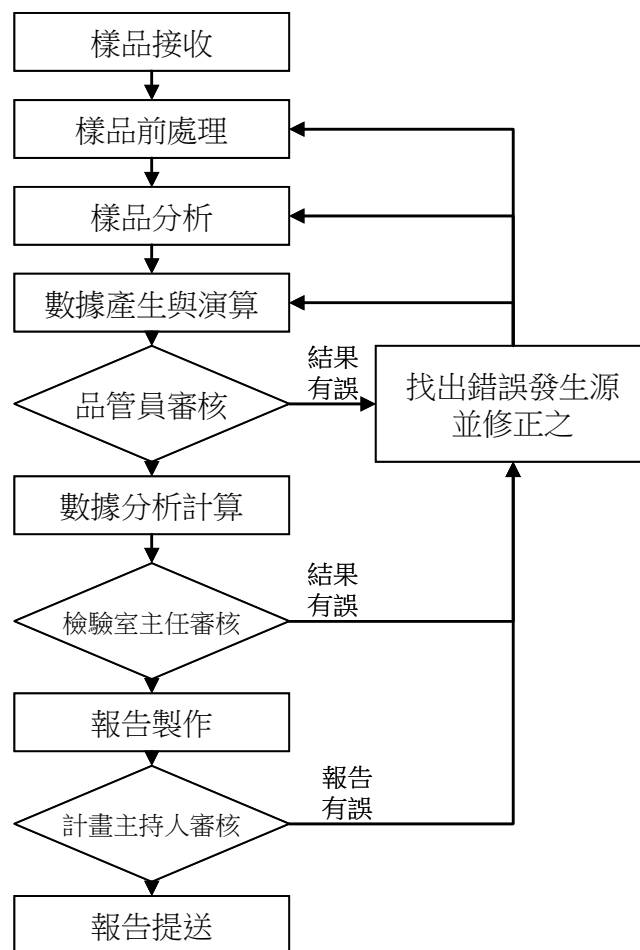 樣品接收
樣品前處理
樣品分析
數據產生與演算
結果
有誤
品管員審核
找出錯誤發生源
並修正之
數據分析計算
結果
有誤
檢驗室主任審核
報告製作
報告
有誤
計畫主持人審核
報告提送